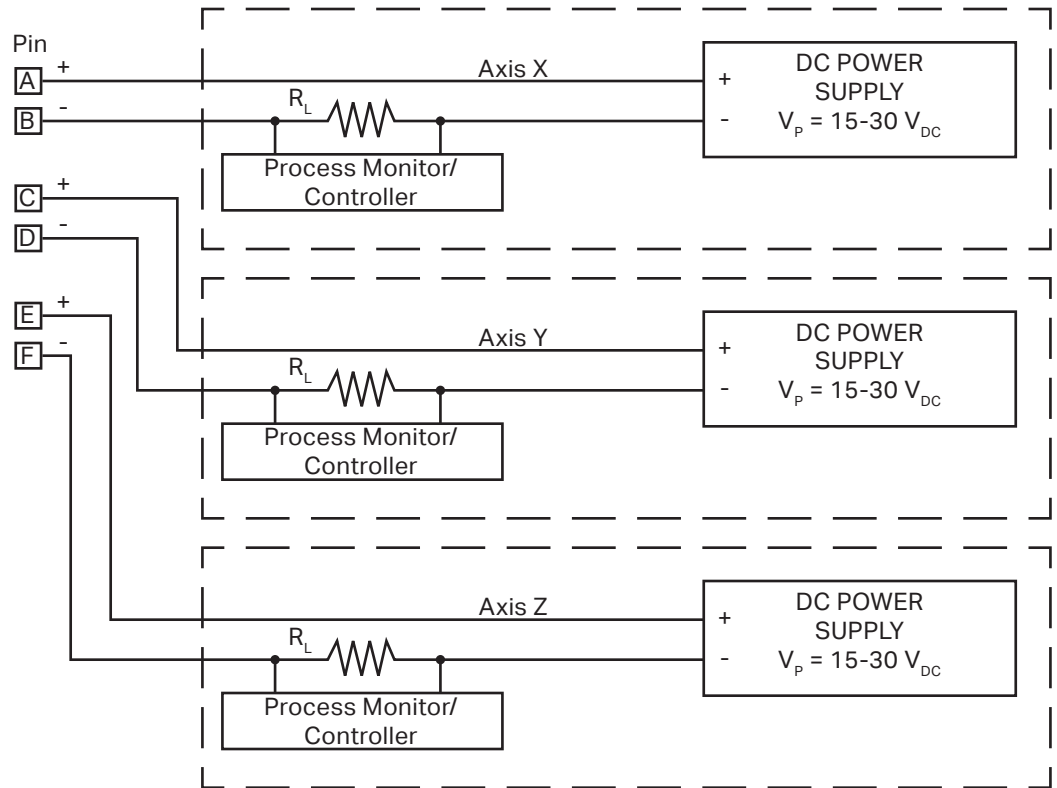 Pin
A +
B -
Axis X
R_L
Process Monitor/
Controller
+
-
DC POWER
SUPPLY
V_P = 15-30 V_DC
C +
D -
Axis Y
R_L
Process Monitor/
Controller
+
-
DC POWER
SUPPLY
V_P = 15-30 V_DC
E +
F -
Axis Z
R_L
Process Monitor/
Controller
+
-
DC POWER
SUPPLY
V_P = 15-30 V_DC